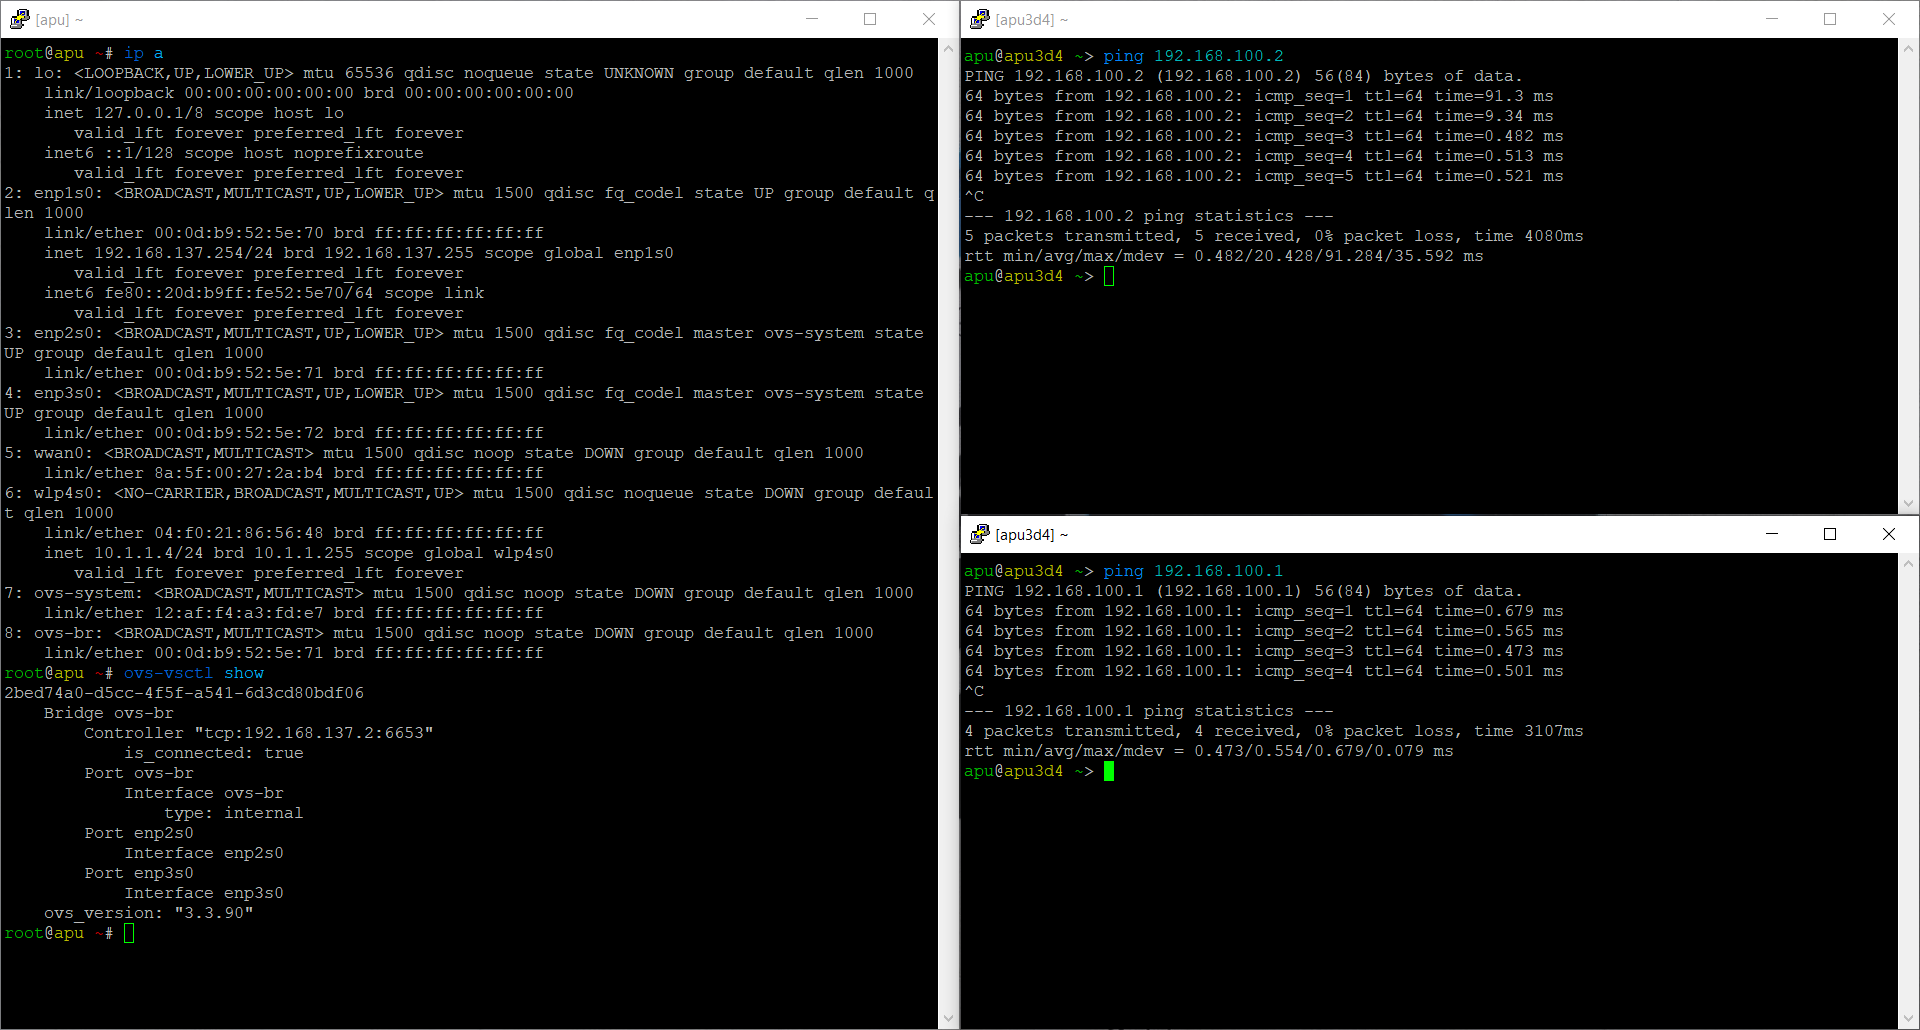 [apu] ~
root@apu ~# ip a
1: lo: <LOOPBACK,UP,LOWER_UP> mtu 65536 qdisc noqueue state UNKNOWN group default qlen 1000
    link/loopback 00:00:00:00:00:00 brd 00:00:00:00:00:00
    inet 127.0.0.1/8 scope host lo
       valid_lft forever preferred_lft forever
    inet6 ::1/128 scope host noprefixroute
       valid_lft forever preferred_lft forever
2: enp1s0: <BROADCAST,MULTICAST,UP,LOWER_UP> mtu 1500 qdisc fq_codel state UP group default q
len 1000
    link/ether 00:0d:b9:52:5e:70 brd ff:ff:ff:ff:ff:ff
    inet 192.168.137.254/24 brd 192.168.137.255 scope global enp1s0
       valid_lft forever preferred_lft forever
    inet6 fe80::20d:b9ff:fe52:5e70/64 scope link
       valid_lft forever preferred_lft forever
3: enp2s0: <BROADCAST,MULTICAST,UP,LOWER_UP> mtu 1500 qdisc fq_codel master ovs-system state
UP group default qlen 1000
    link/ether 00:0d:b9:52:5e:71 brd ff:ff:ff:ff:ff:ff
4: enp3s0: <BROADCAST,MULTICAST,UP,LOWER_UP> mtu 1500 qdisc fq_codel master ovs-system state
UP group default qlen 1000
    link/ether 00:0d:b9:52:5e:72 brd ff:ff:ff:ff:ff:ff
5: wwan0: <BROADCAST,MULTICAST> mtu 1500 qdisc noop state DOWN group default qlen 1000
    link/ether 8a:5f:00:27:2a:b4 brd ff:ff:ff:ff:ff:ff
6: wlp4s0: <NO-CARRIER,BROADCAST,MULTICAST,UP> mtu 1500 qdisc noqueue state DOWN group defaul
t qlen 1000
    link/ether 04:f0:21:86:56:48 brd ff:ff:ff:ff:ff:ff
    inet 10.1.1.4/24 brd 10.1.1.255 scope global wlp4s0
       valid_lft forever preferred_lft forever
7: ovs-system: <BROADCAST,MULTICAST> mtu 1500 qdisc noop state DOWN group default qlen 1000
    link/ether 12:af:f4:a3:fd:e7 brd ff:ff:ff:ff:ff:ff
8: ovs-br: <BROADCAST,MULTICAST> mtu 1500 qdisc noop state DOWN group default qlen 1000
    link/ether 00:0d:b9:52:5e:71 brd ff:ff:ff:ff:ff:ff
root@apu ~# ovs-vsctl show
2bed74a0-d5cc-4f5f-a541-6d3cd80bdf06
    Bridge ovs-br
        Controller "tcp:192.168.137.2:6653"
            is_connected: true
        Port ovs-br
            Interface ovs-br
                type: internal
        Port enp2s0
            Interface enp2s0
        Port enp3s0
            Interface enp3s0
    ovs_version: "3.3.90"
root@apu ~#
[apu3d4] ~
apu@apu3d4 ~> ping 192.168.100.2
PING 192.168.100.2 (192.168.100.2) 56(84) bytes of data.
64 bytes from 192.168.100.2: icmp_seq=1 ttl=64 time=91.3 ms
64 bytes from 192.168.100.2: icmp_seq=2 ttl=64 time=9.34 ms
64 bytes from 192.168.100.2: icmp_seq=3 ttl=64 time=0.482 ms
64 bytes from 192.168.100.2: icmp_seq=4 ttl=64 time=0.513 ms
64 bytes from 192.168.100.2: icmp_seq=5 ttl=64 time=0.521 ms
^C
--- 192.168.100.2 ping statistics ---
5 packets transmitted, 5 received, 0% packet loss, time 4080ms
rtt min/avg/max/mdev = 0.482/20.428/91.284/35.592 ms
apu@apu3d4 ~>
[apu3d4] ~
apu@apu3d4 ~> ping 192.168.100.1
PING 192.168.100.1 (192.168.100.1) 56(84) bytes of data.
64 bytes from 192.168.100.1: icmp_seq=1 ttl=64 time=0.679 ms
64 bytes from 192.168.100.1: icmp_seq=2 ttl=64 time=0.565 ms
64 bytes from 192.168.100.1: icmp_seq=3 ttl=64 time=0.473 ms
64 bytes from 192.168.100.1: icmp_seq=4 ttl=64 time=0.501 ms
^C
--- 192.168.100.1 ping statistics ---
4 packets transmitted, 4 received, 0% packet loss, time 3107ms
rtt min/avg/max/mdev = 0.473/0.554/0.679/0.079 ms
apu@apu3d4 ~>